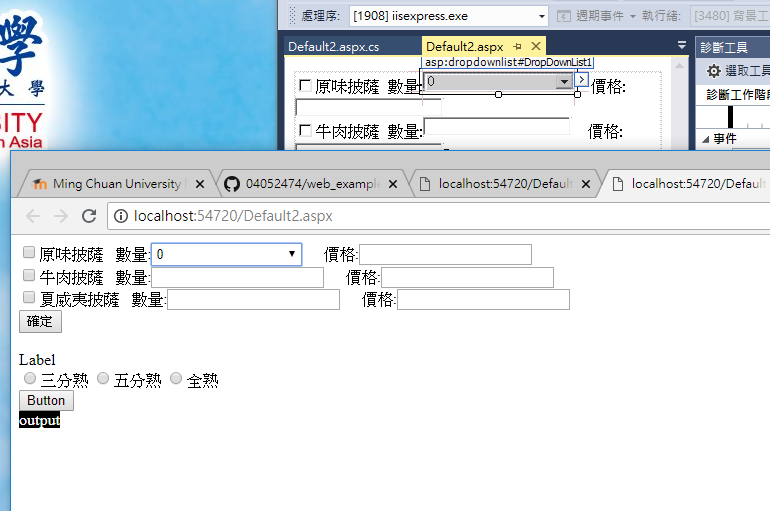 學
大 學
SITY
n Asia
處理序: [1908] iisexpress.exe 週期事件 執行緒: [3480] 背景工
Default2.aspx.cs Default2.aspx 診斷工具
asp:dropdownlist#DropDownList1
原味披薩 數量: 0 價格: 選取工具
診斷工作階段
牛肉披薩 數量: 價格: 事件
Ming Chuan University 04052474/web_example localhost:54720/Default localhost:54720/Default
localhost:54720/Default2.aspx
原味披薩 數量: 0 價格:
牛肉披薩 數量: 價格:
夏威夷披薩 數量: 價格:
確定
Label
三分熟 五分熟 全熟
Button
output